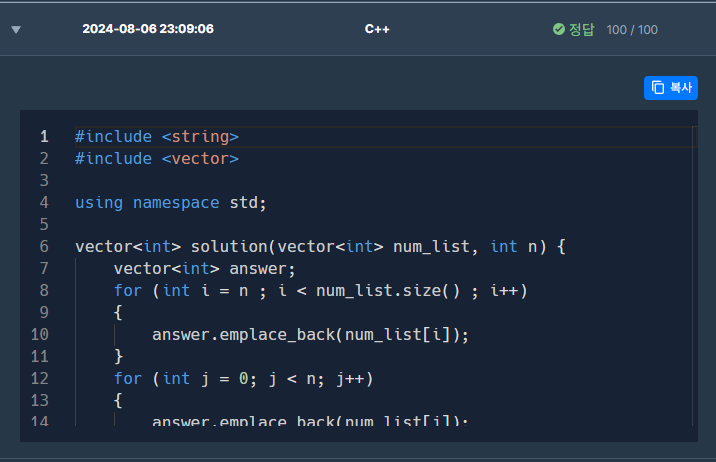 ▼ 2024-08-06 23:09:06 C++ 정답 100 / 100
복사
1 #include <string>
2 #include <vector>
3
4 using namespace std;
5
6 vector<int> solution(vector<int> num_list, int n) {
7     vector<int> answer;
8     for (int i = n ; i < num_list.size() ; i++)
9     {
10         answer.emplace_back(num_list[i]);
11     }
12     for (int j = 0; j < n; j++)
13     {
14         answer.emplace_back(num_list[j]);